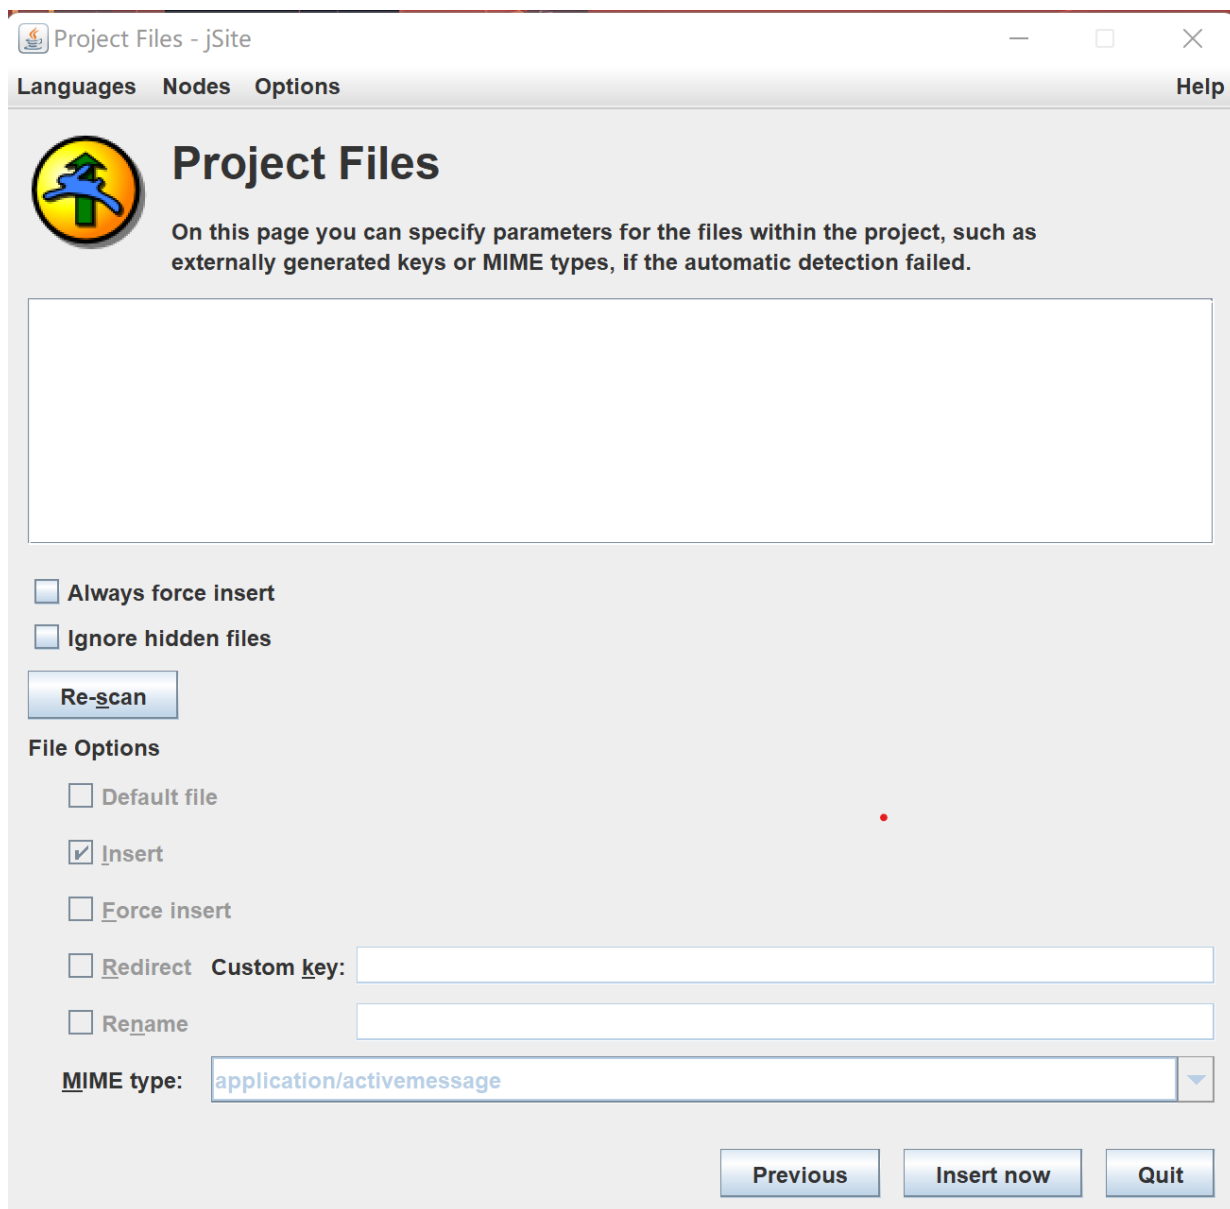 Project Files - jSite
Languages Nodes Options Help
Project Files
On this page you can specify parameters for the files within the project, such as
externally generated keys or MIME types, if the automatic detection failed.
Always force insert
Ignore hidden files
Re-scan
File Options
Default file
Insert
Force insert
Redirect Custom key:
Rename
MIME type: application/activemessage
Previous Insert now Quit